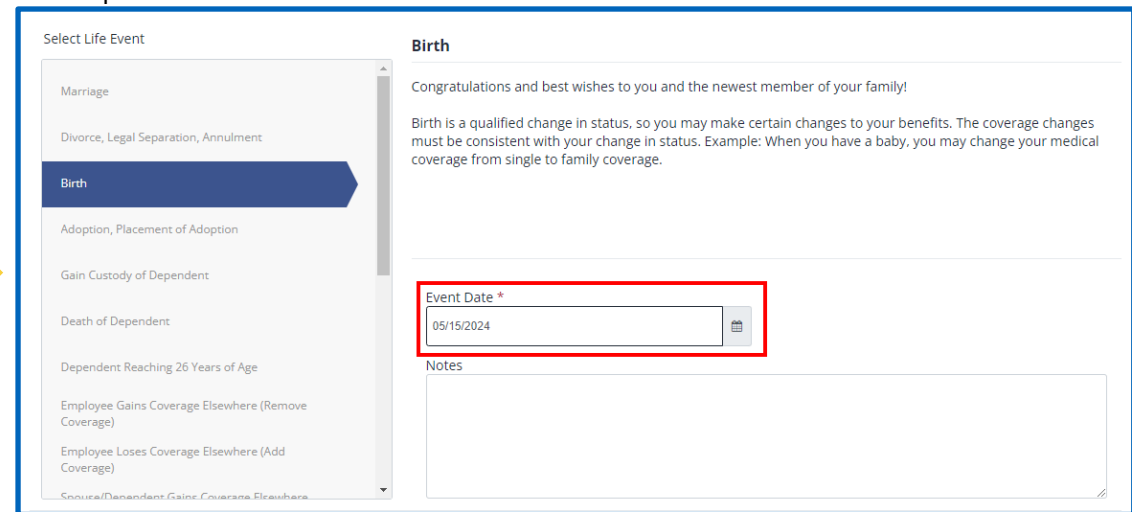 Select Life Event
Marriage
Divorce, Legal Separation, Annulment
Birth
Adoption, Placement of Adoption
Gain Custody of Dependent
Death of Dependent
Dependent Reaching 26 Years of Age
Employee Gains Coverage Elsewhere (Remove
Coverage)
Employee Loses Coverage Elsewhere (Add
Coverage)
Spouse/Dependent Gains Coverage Elsewhere
Birth
Congratulations and best wishes to you and the newest member of your family!
Birth is a qualified change in status, so you may make certain changes to your benefits. The coverage changes
must be consistent with your change in status. Example: When you have a baby, you may change your medical
coverage from single to family coverage.
Event Date *
05/15/2024
Notes